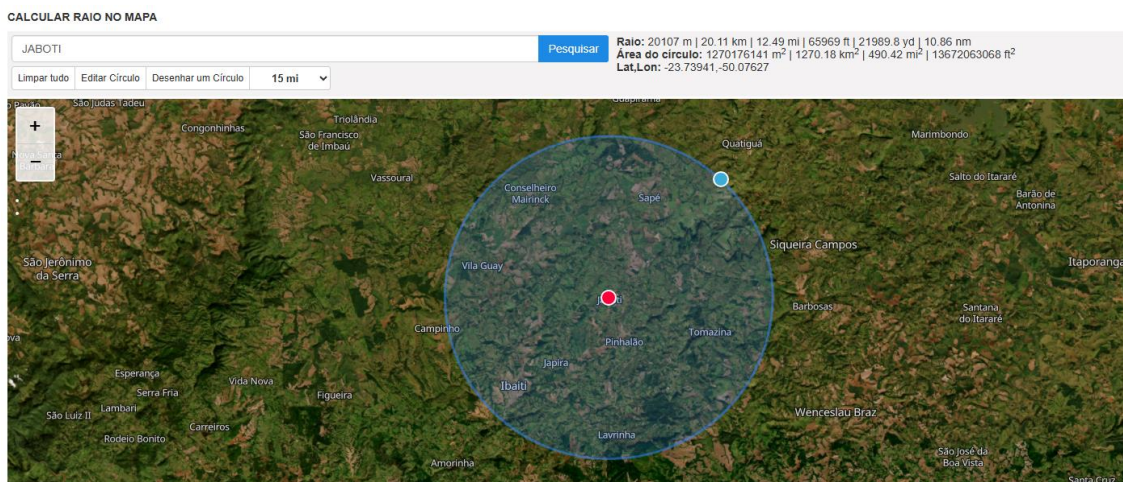 CALCULAR RAIO NO MAPA
JABOTI
Pesquisar
Raio: 20107 m | 20.11 km | 12.49 mi | 65969 ft | 21989.8 yd | 10.86 nm
Área do círculo: 1270176141 m² | 1270.18 km² | 490.42 mi² | 13672063068 ft²
Lat,Lon: -23.73941,-50.07627
Limpar tudo
Editar Círculo
Desenhar um Círculo
15 mi
+
−
São Judas Tadeu
Guapirama
Triolândia
Congonhinhas
São Francisco
de Imbaú
Quatiguá
Marimbondo
Vassoural
Salto do Itararé
Conselheiro
Mairinck
Sapé
Barão de
Antonina
Siqueira Campos
São Jerônimo
da Serra
Vila Guay
Itaporanga
Barbosas
Santana
do Itararé
Campinho
Tomazina
Pinhalão
Japira
Esperança
Vida Nova
Ibaiti
Serra Fria
Figueira
Lambari
São Luiz II
Wenceslau Braz
Carreiros
Rodeio Bonito
Lavrinha
São José da
Boa Vista
Amorinha
Santa Cruz